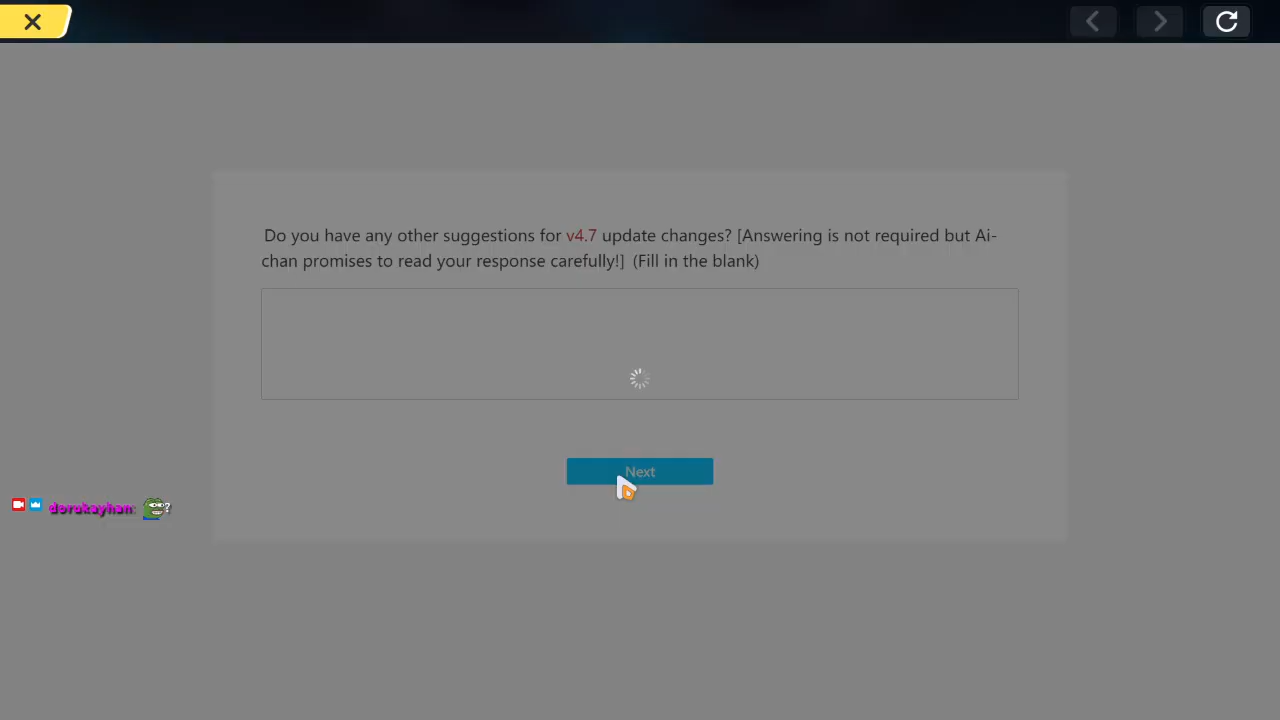 Do you have any other suggestions for v4.7 update changes? [Answering is not required but Ai-
chan promises to read your response carefully!] (Fill in the blank)
Next
dorukayhan: ?